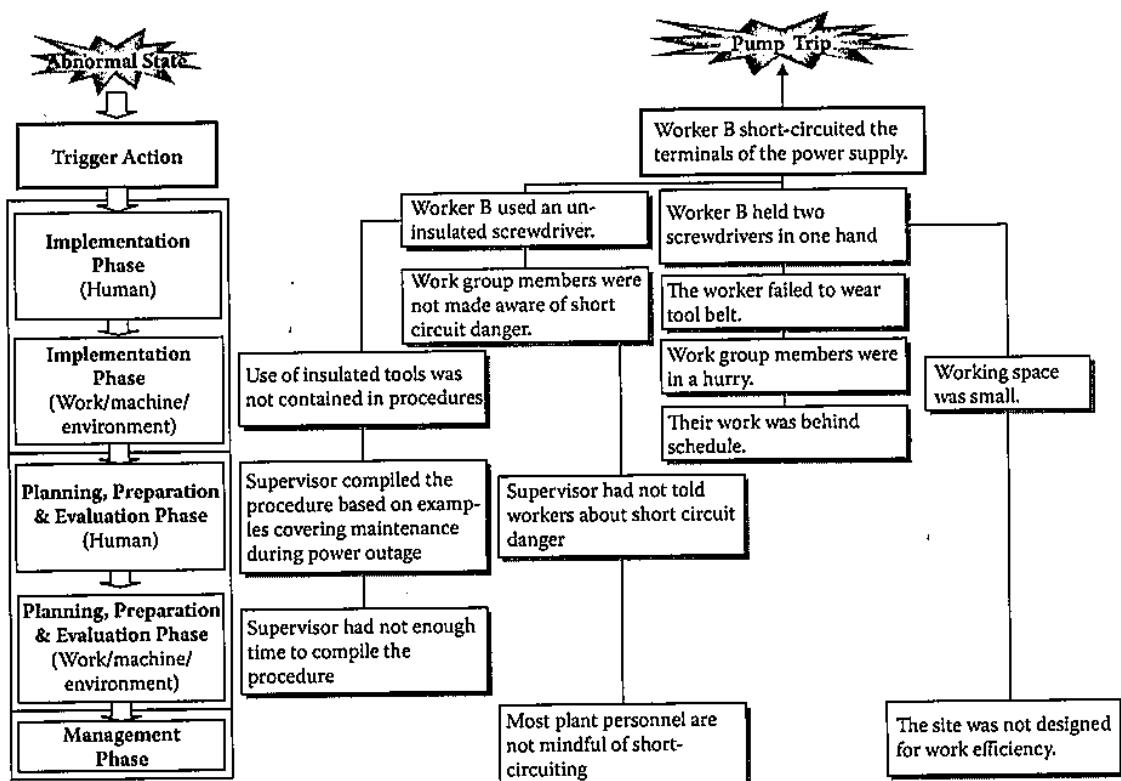 Abnormal State
Trigger Action
Implementation
Phase
(Human)
Implementation
Phase
(Work/machine/
environment)
Planning, Preparation
& Evaluation Phase
(Human)
Planning, Preparation
& Evaluation Phase
(Work/machine/
environment)
Management
Phase
Pump Trip
Worker B short-circuited the
terminals of the power supply.
Worker B used an un-
insulated screwdriver.
Worker B held two
screwdrivers in one hand
Work group members were
not made aware of short
circuit danger.
The worker failed to wear
tool belt.
Work group members were
in a hurry.
Their work was behind
schedule.
Working space
was small.
Use of insulated tools was
not contained in procedures
Supervisor compiled the
procedure based on exam-
ples covering maintenance
during power outage
Supervisor had not told
workers about short circuit
danger
Supervisor had not enough
time to compile the
procedure
Most plant personnel are
not mindful of short-
circuiting
The site was not designed
for work efficiency.